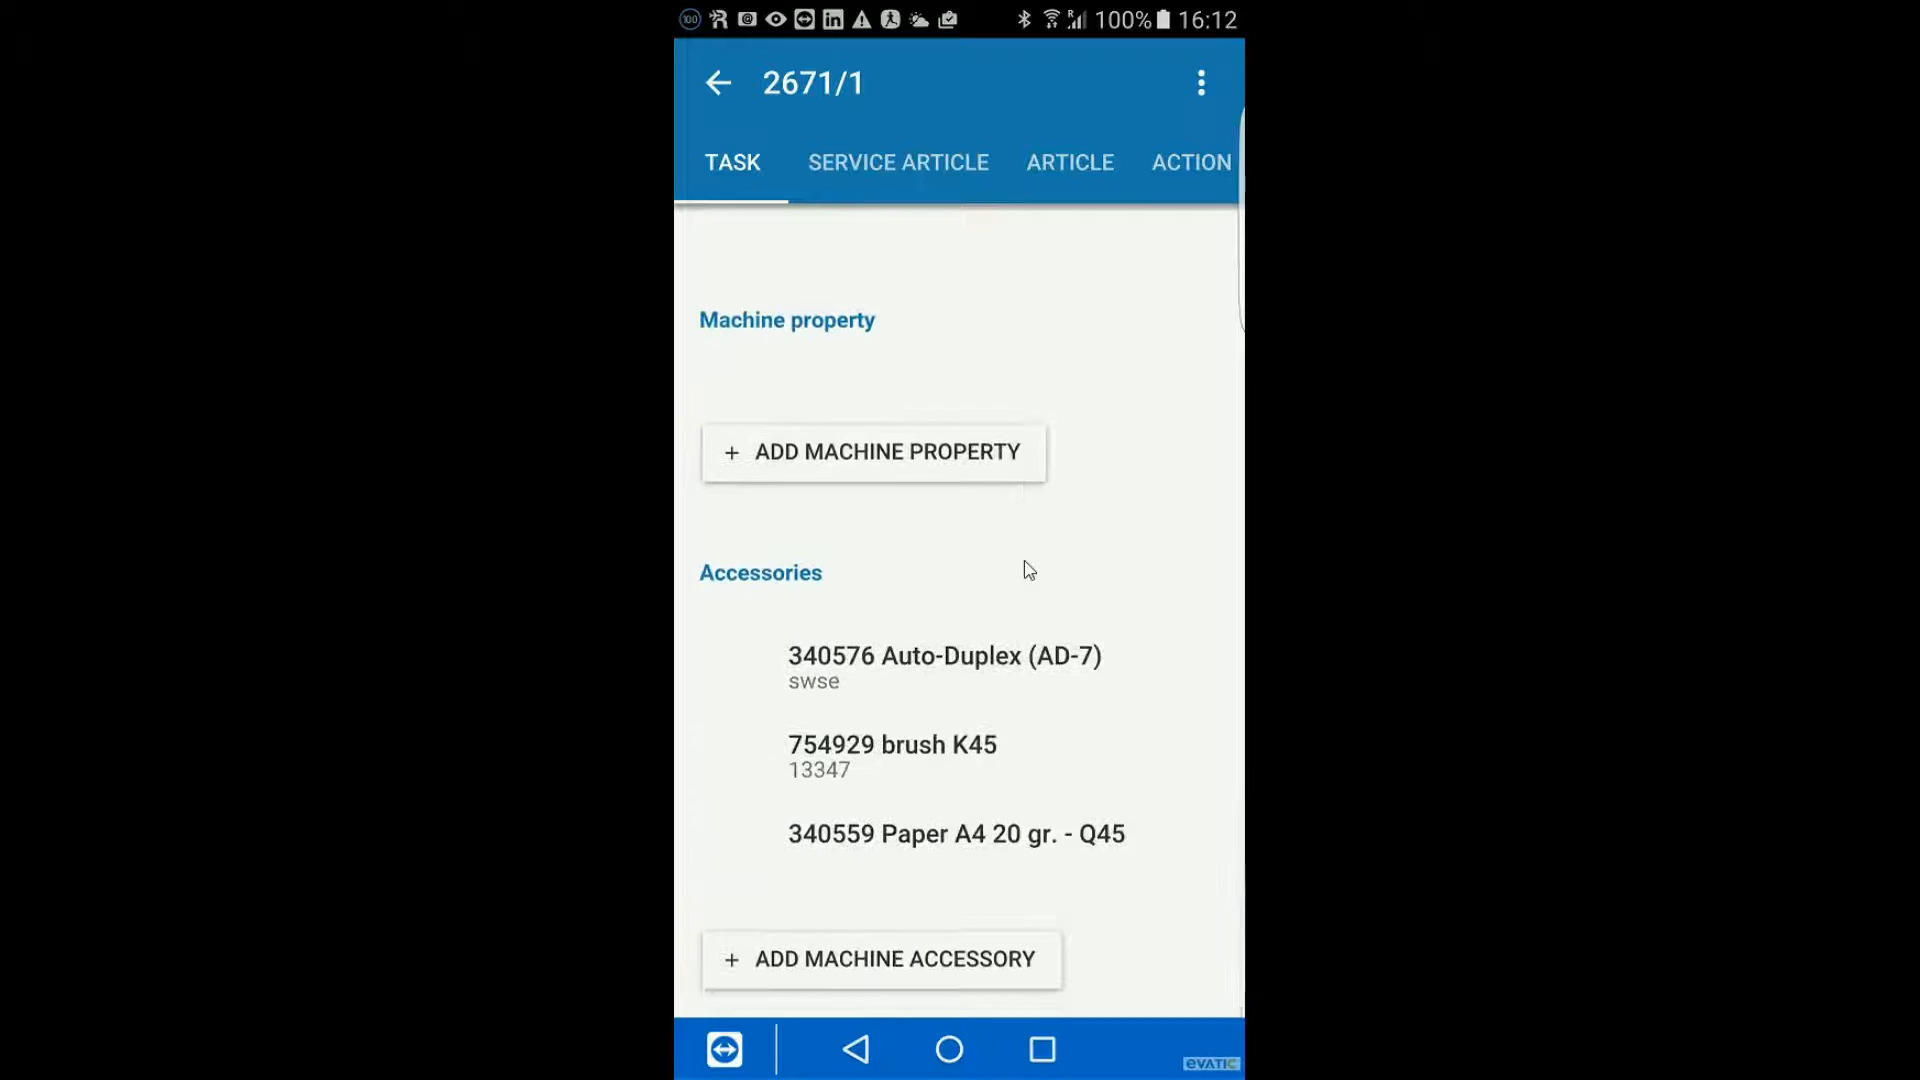 100 100% 16:12
2671/1
TASK SERVICE ARTICLE ARTICLE ACTION
Machine property
+ ADD MACHINE PROPERTY
Accessories
340576 Auto-Duplex (AD-7)
swse
754929 brush K45
13347
340559 Paper A4 20 gr. - Q45
+ ADD MACHINE ACCESSORY
eVATIC